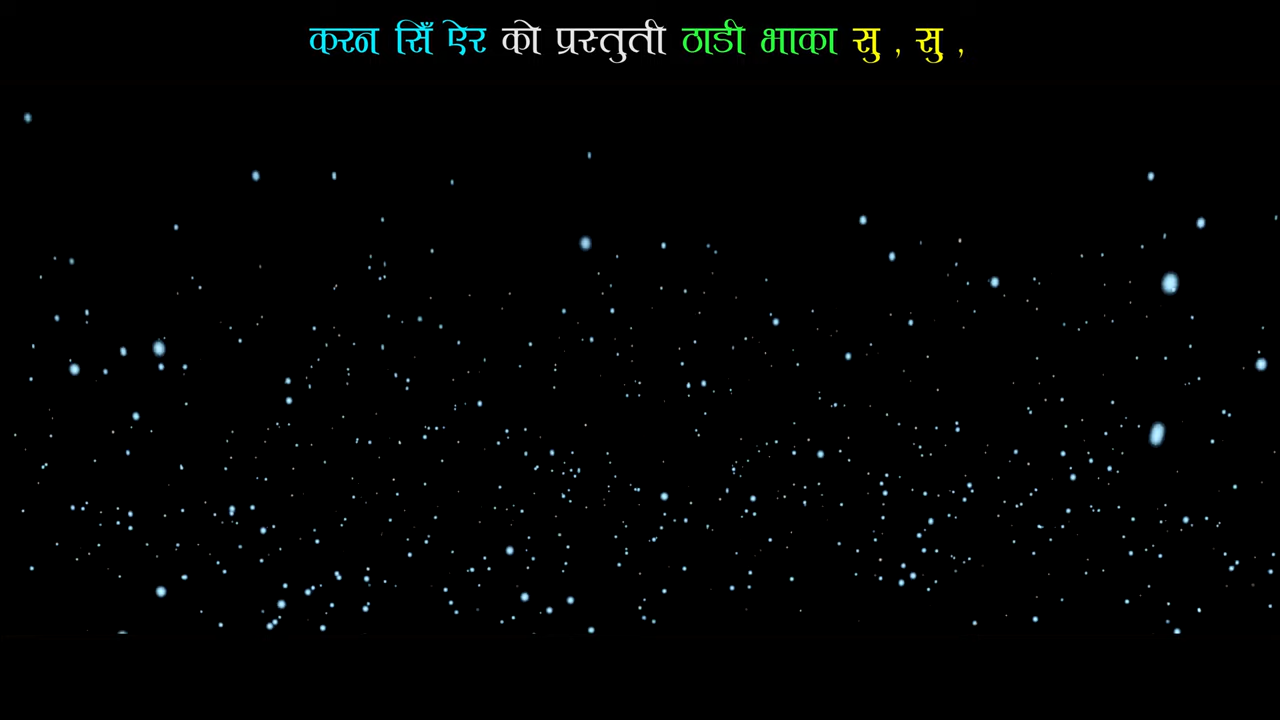 करन सिँ ऐर को प्रस्तुती ठाडी भाका सु , सु ,